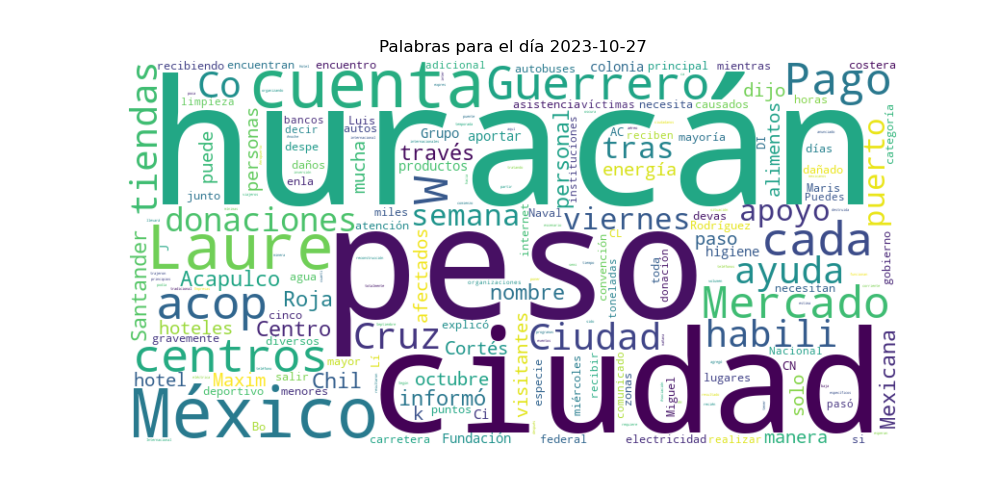 Palabras para el día 2023-10-27
recibiendo encuentran encuentro adicional autobuses colonia principal mientras costera
tiendas Co cuenta Guerrero Pago
limpieza asistencia víctimas necesita causados dijo horas
huracán
personas puede bancos decir Luis autos Grupo aportar AC reciben mayoría
despe mucha través productos personal instituciones tras energía DI alimentos días dañado puerto categoría
junto enla daños M Maris Puedes
donaciones miles atención semana Naval viernes devas Rodríguez apoyo
Laure peso internet paso cada
higiene gobierno
Santander Acapulco agua afectados organizaciones convención toneladas CF toda donacion ayuda necesitan
acop Roja nombre Mercado
cinco
hoteles Centro Cruz explicó Ciudad habili Mexicana
gravemente diversos Cortés visitantes Nacional
centros mayor Li
hotel Maxim salir Chil octubre especie miércoles recibir zonas comunicado Miguel CN lugares solo pasó
deportivo menores informó
México k puntos Ci ciudad
Bo
carretera Fundación federal electricidad realizar manera si